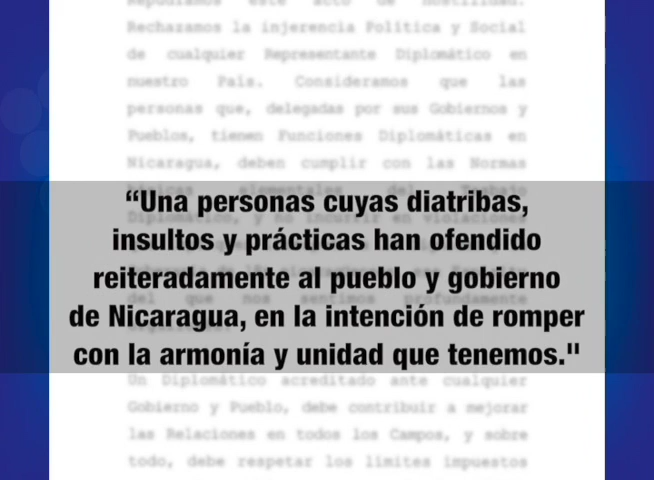 Repudiamos este acto de hostilidad.
Rechazamos la injerencia Política y Social
de cualquier Representante Diplomático en
nuestro País. Consideramos que las
personas que, delegadas por sus Gobiernos y
Pueblos, tienen Funciones Diplomáticas en
Nicaragua, deben cumplir con las Normas
“Una personas cuyas diatribas,
insultos y prácticas han ofendido
reiteradamente al pueblo y gobierno
de Nicaragua, en la intención de romper
con la armonía y unidad que tenemos."
Un Diplomático acreditado ante cualquier
Gobierno y Pueblo, debe contribuir a mejorar
las Relaciones en todos los Campos, y sobre
todo, debe respetar los límites impuestos